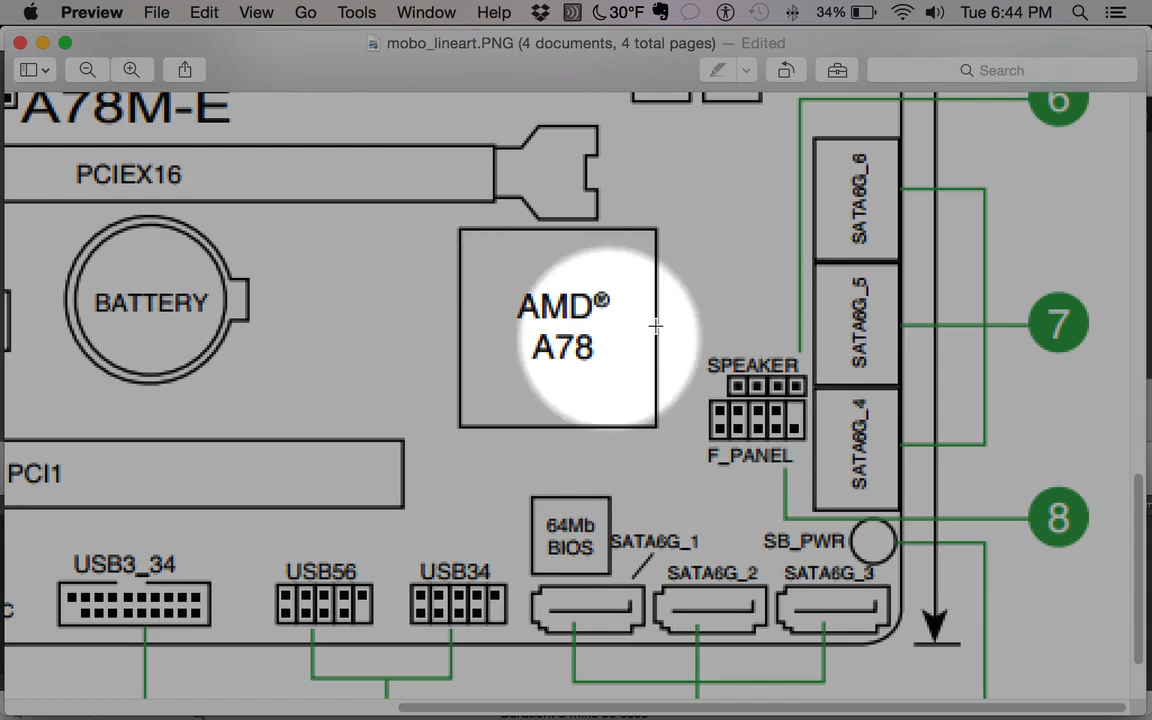 Preview File Edit View Go Tools Window Help 30°F 34% Tue 6:44 PM
mobo_lineart.PNG (4 documents, 4 total pages) — Edited
Search
A78M-E
6
PCIEX16
SATA6G_6
BATTERY
AMD®
A78
SATA6G_5
7
SPEAKER
F_PANEL
SATA6G_4
PCI1
8
64Mb
BIOS
SATA6G_1
SB_PWR
USB3_34
USB56
USB34
SATA6G_2
SATA6G_3